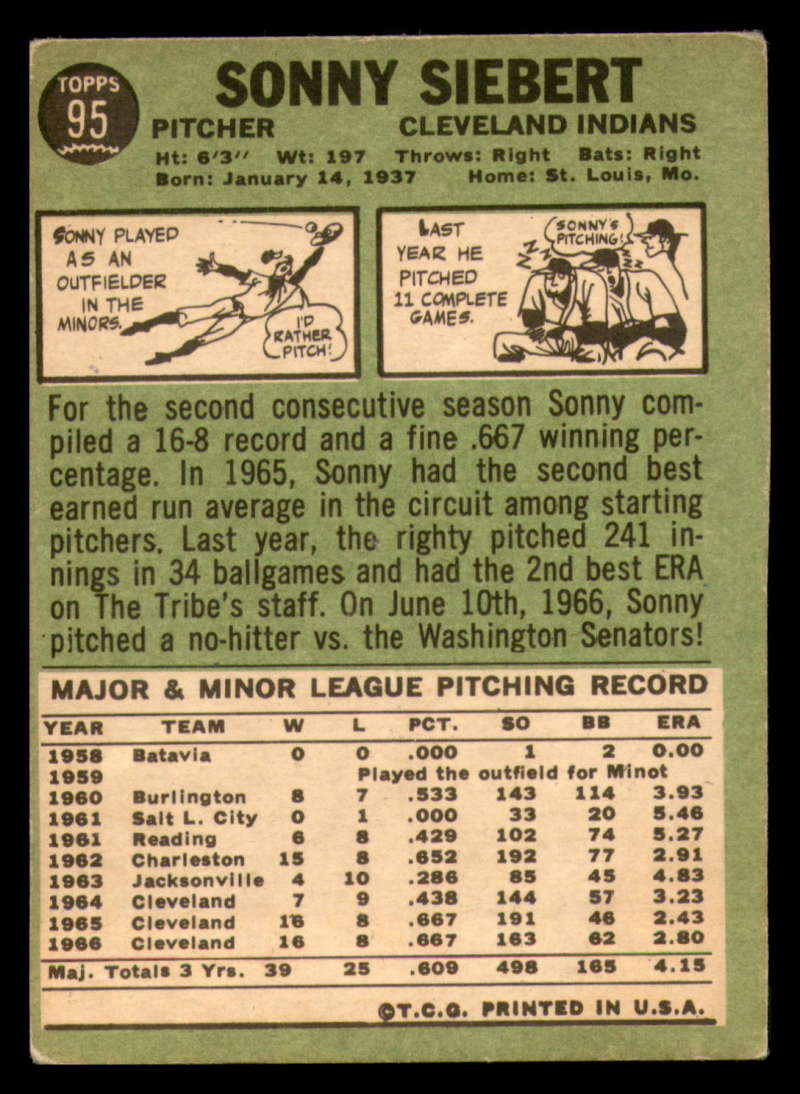 TOPPS
95
SONNY SIEBERT
PITCHER CLEVELAND INDIANS
Ht: 6'3" Wt: 197 Throws: Right Bats: Right
Born: January 14, 1937 Home: St. Louis, Mo.
SONNY PLAYED
AS AN
OUTFIELDER
IN THE
MINORS.
I'D
RATHER
PITCH!
LAST
YEAR HE
PITCHED
11 COMPLETE
GAMES.
Z Z Z Z
SONNY'S
PITCHING!
Z Z Z
For the second consecutive season Sonny com-
piled a 16-8 record and a fine .667 winning per-
centage. In 1965, Sonny had the second best
earned run average in the circuit among starting
pitchers. Last year, the righty pitched 241 in-
nings in 34 ballgames and had the 2nd best ERA
on The Tribe's staff. On June 10th, 1966, Sonny
pitched a no-hitter vs. the Washington Senators!
MAJOR & MINOR LEAGUE PITCHING RECORD
YEAR TEAM W L PCT. SO BB ERA
1958 Batavia 0 0 .000 1 2 0.00
1959 Played the outfield for Minot
1960 Burlington 8 7 .533 143 114 3.93
1961 Salt L. City 0 1 .000 33 20 5.46
1961 Reading 6 8 .429 102 74 5.27
1962 Charleston 15 8 .652 192 77 2.91
1963 Jacksonville 4 10 .286 85 45 4.83
1964 Cleveland 7 9 .438 144 57 3.23
1965 Cleveland 16 8 .667 191 46 2.43
1966 Cleveland 16 8 .667 163 62 2.80
Maj. Totals 3 Yrs. 39 25 .609 498 165 4.15
©T.C.G. PRINTED IN U.S.A.